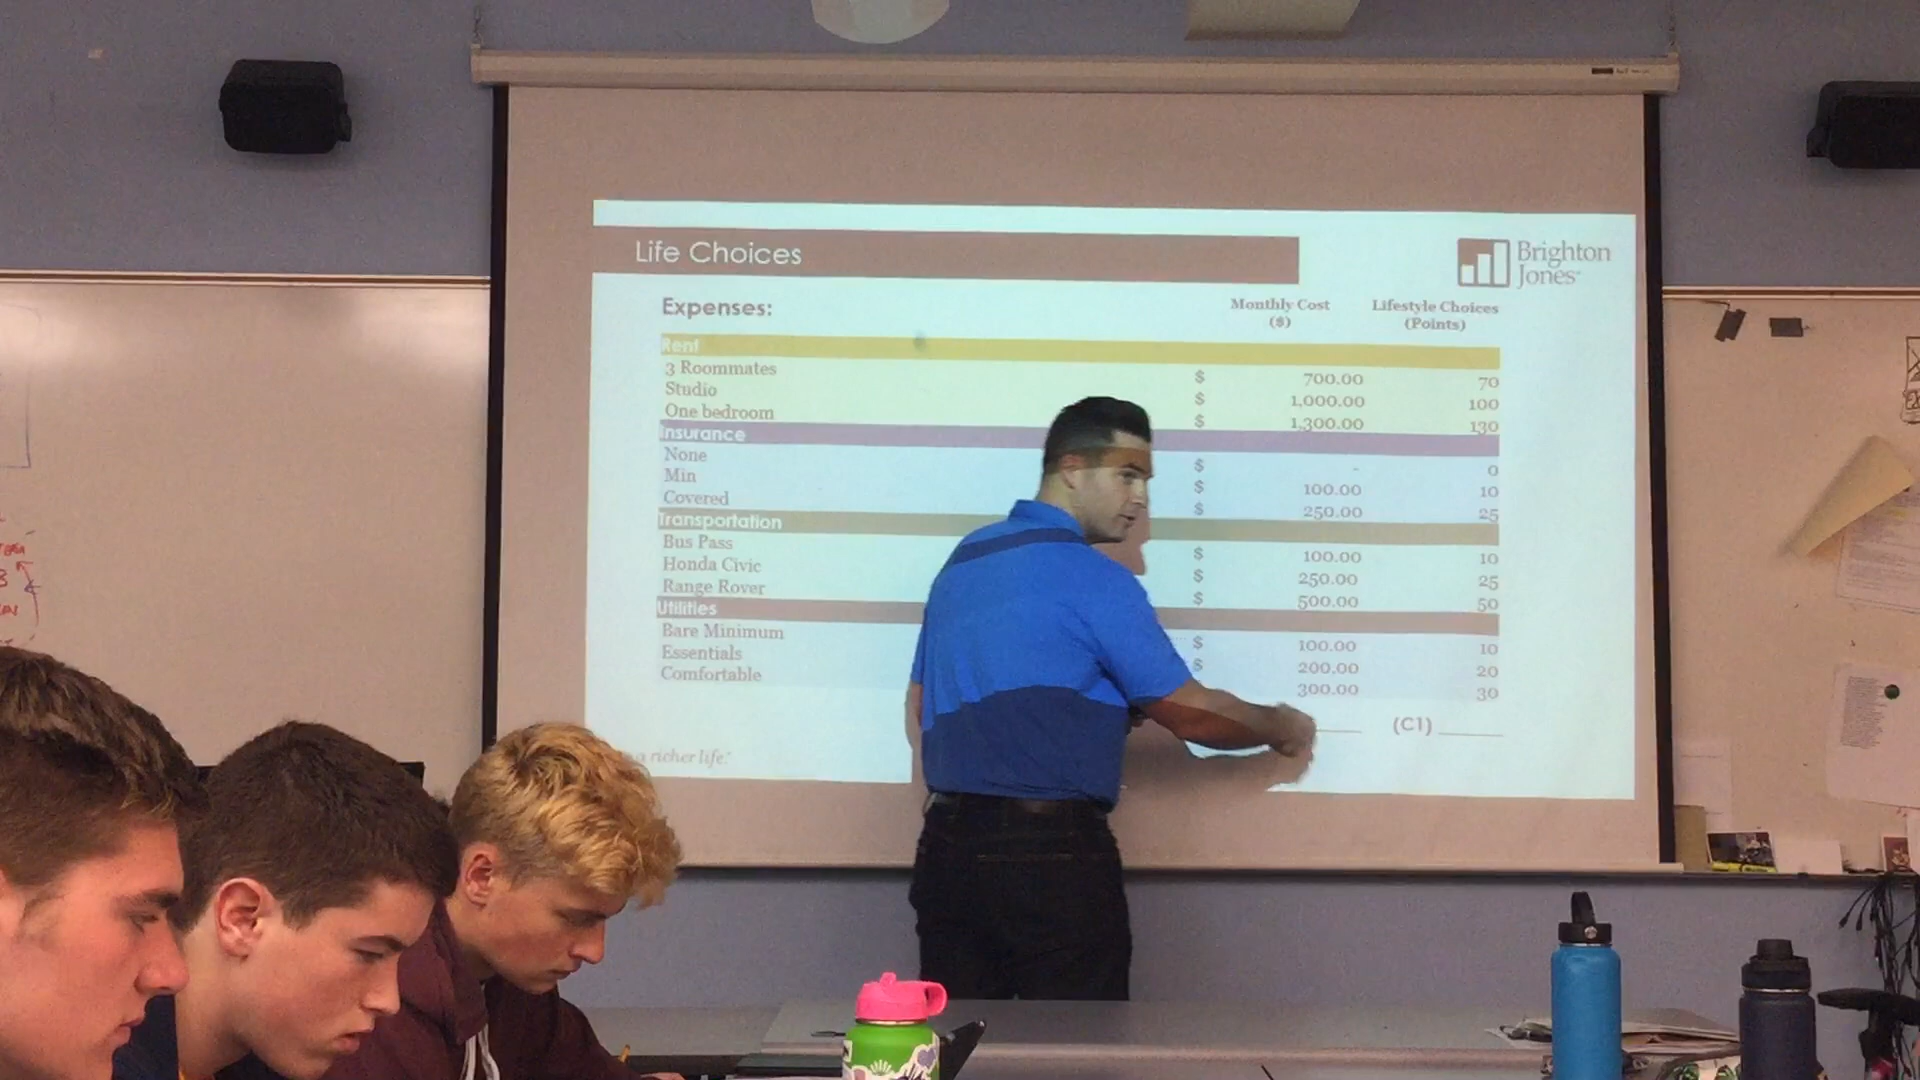 Life Choices
Brighton
Jones
Expenses:
Monthly Cost
($)
Lifestyle Choices
(Points)
Rent
3 Roommates $ 700.00 70
Studio $ 1,000.00 100
One bedroom $ 1,300.00 130
Insurance
None $ - 0
Min $ 100.00 10
Covered $ 250.00 25
Transportation
Bus Pass $ 100.00 10
Honda Civic $ 250.00 25
Range Rover $ 500.00 50
Utilities
Bare Minimum $ 100.00 10
Essentials $ 200.00 20
Comfortable 300.00 30
(C1)
a richer life.